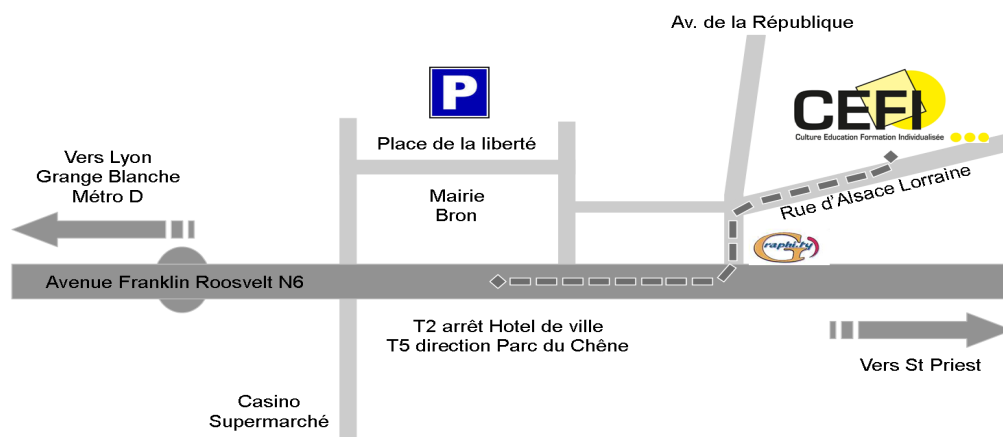 Av. de la République
P
CEFI
Culture Education Formation Individualisée
Place de la liberté
Vers Lyon
Grange Blanche
Métro D
Mairie
Bron
Rue d'Alsace Lorraine
Graphi.ty
Avenue Franklin Roosvelt N6
T2 arrêt Hotel de ville
T5 direction Parc du Chêne
Vers St Priest
Casino
Supermarché